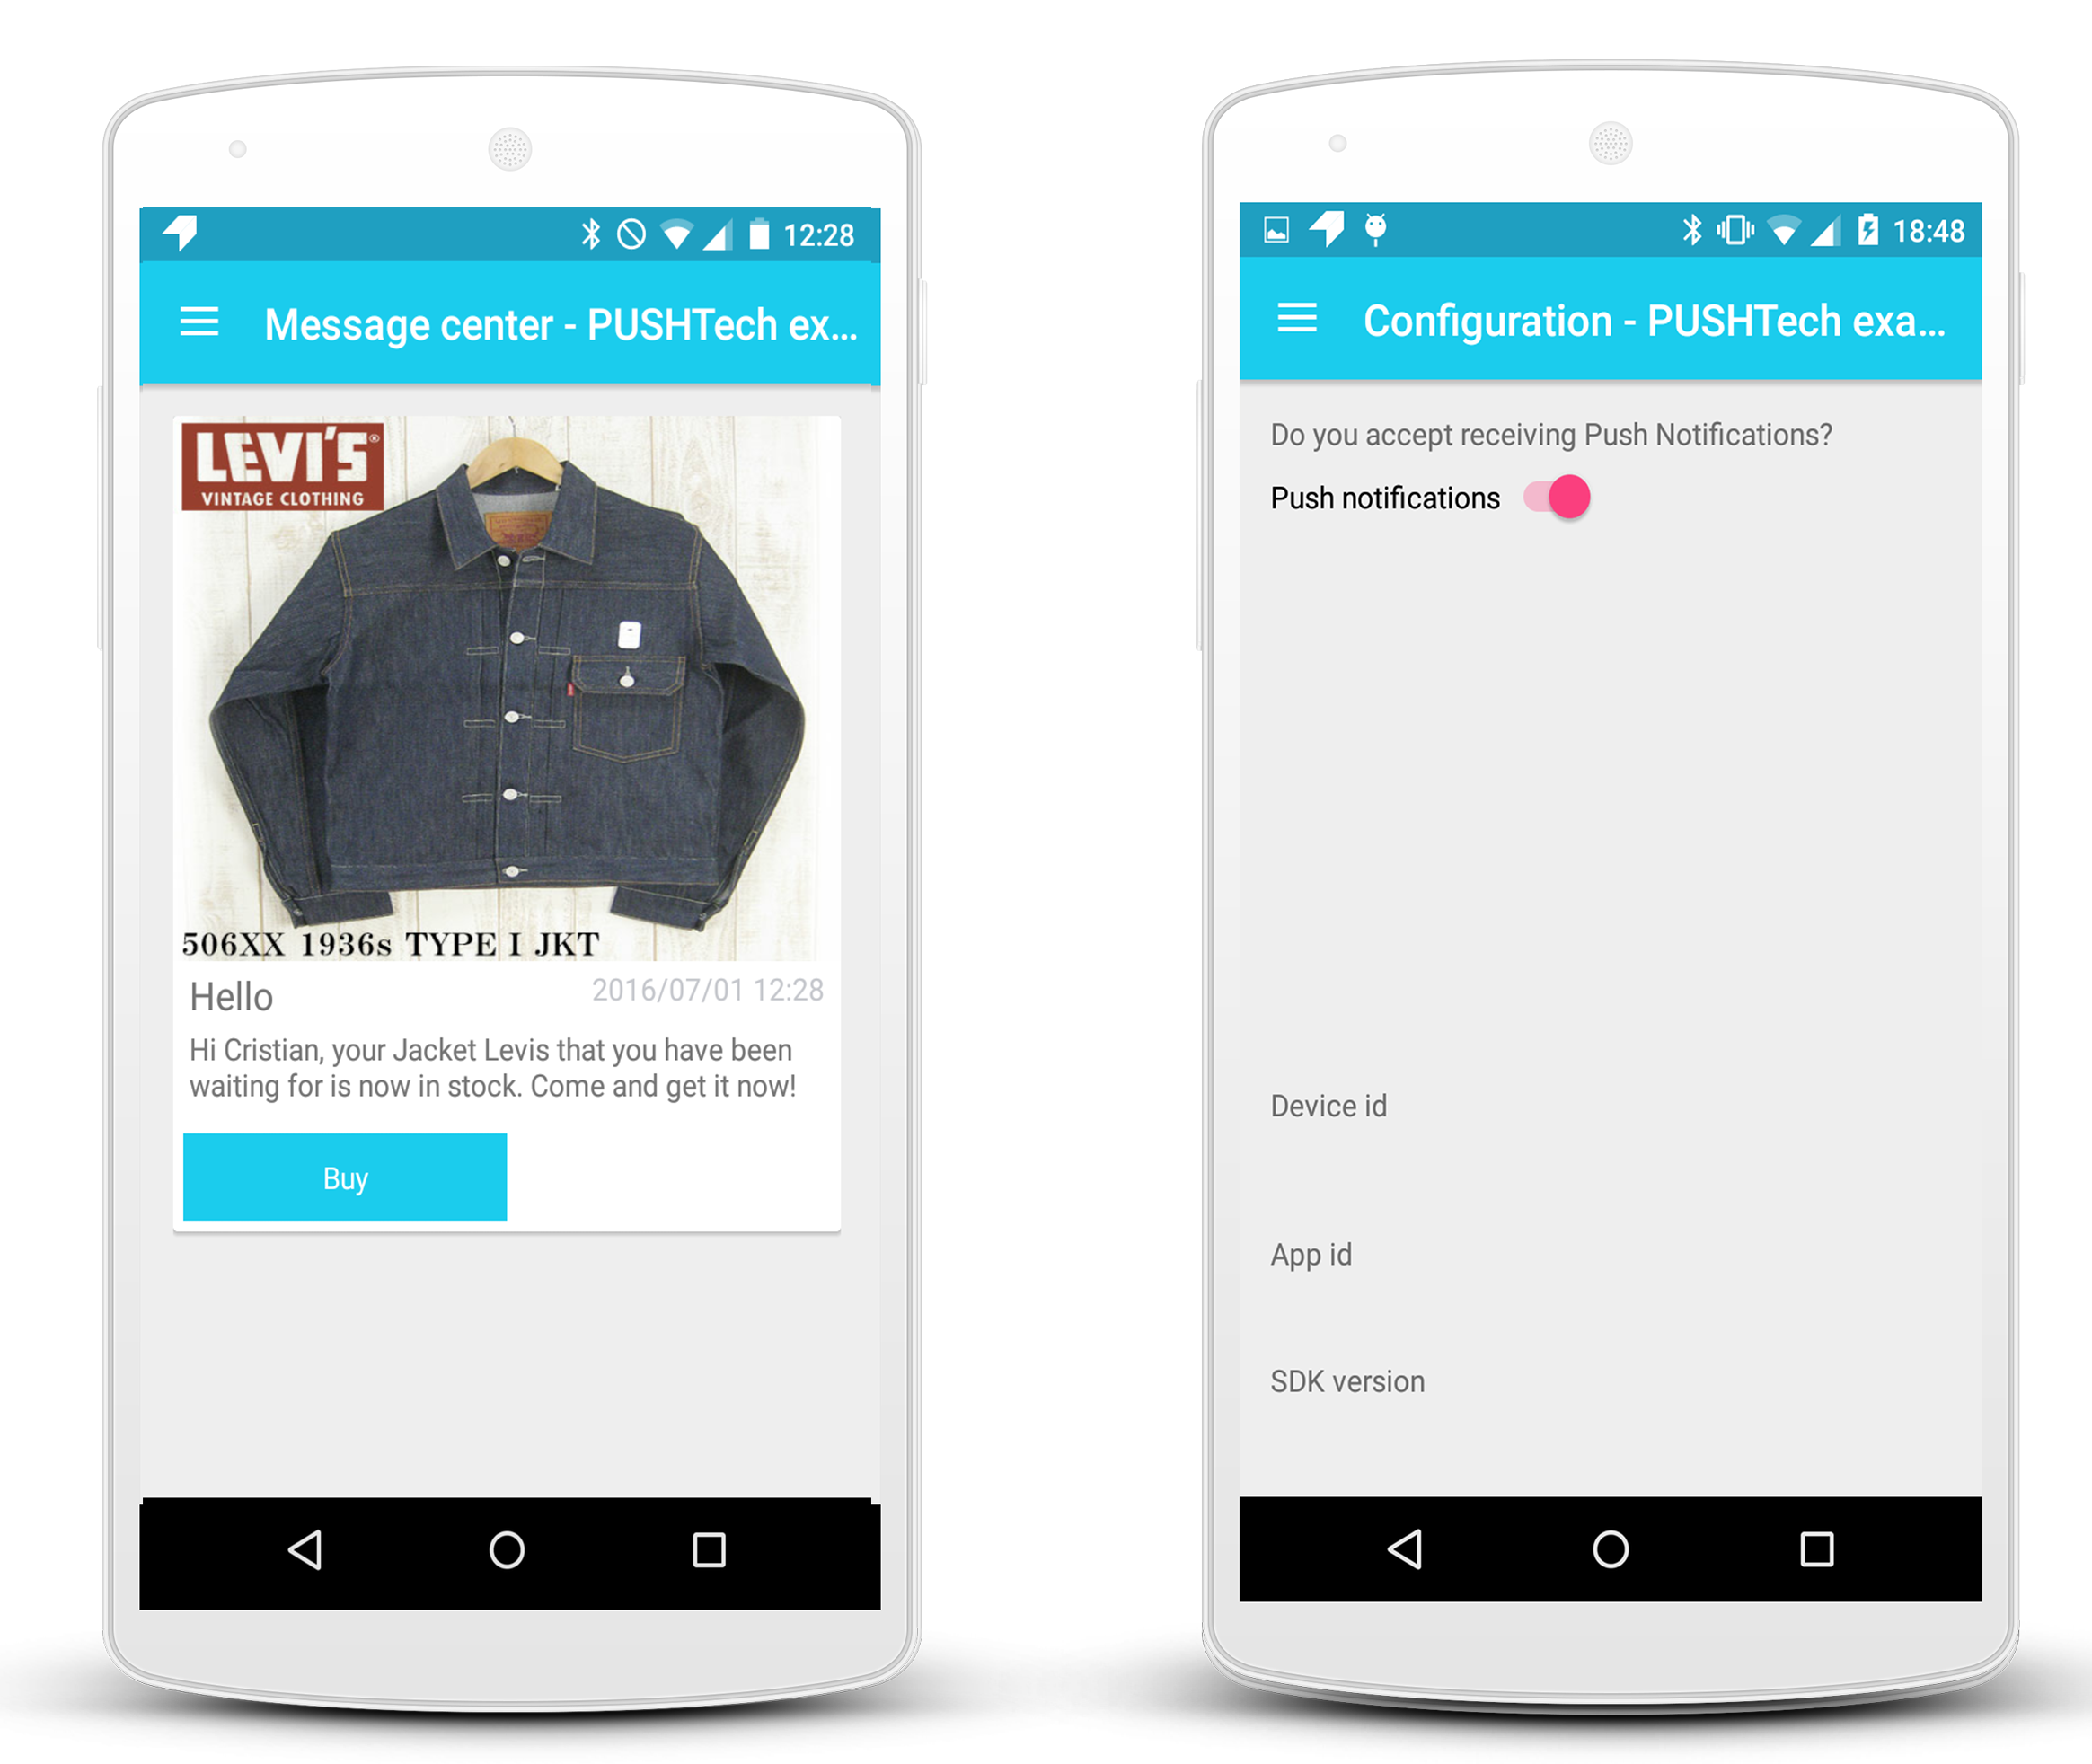 12:28
Message center - PUSHTech ex...
LEVI'S®
VINTAGE CLOTHING
506XX 1936s TYPE I JKT
Hello
2016/07/01 12:28
Hi Cristian, your Jacket Levis that you have been
waiting for is now in stock. Come and get it now!
Buy
18:48
Configuration - PUSHTech exa...
Do you accept receiving Push Notifications?
Push notifications
Device id
App id
SDK version